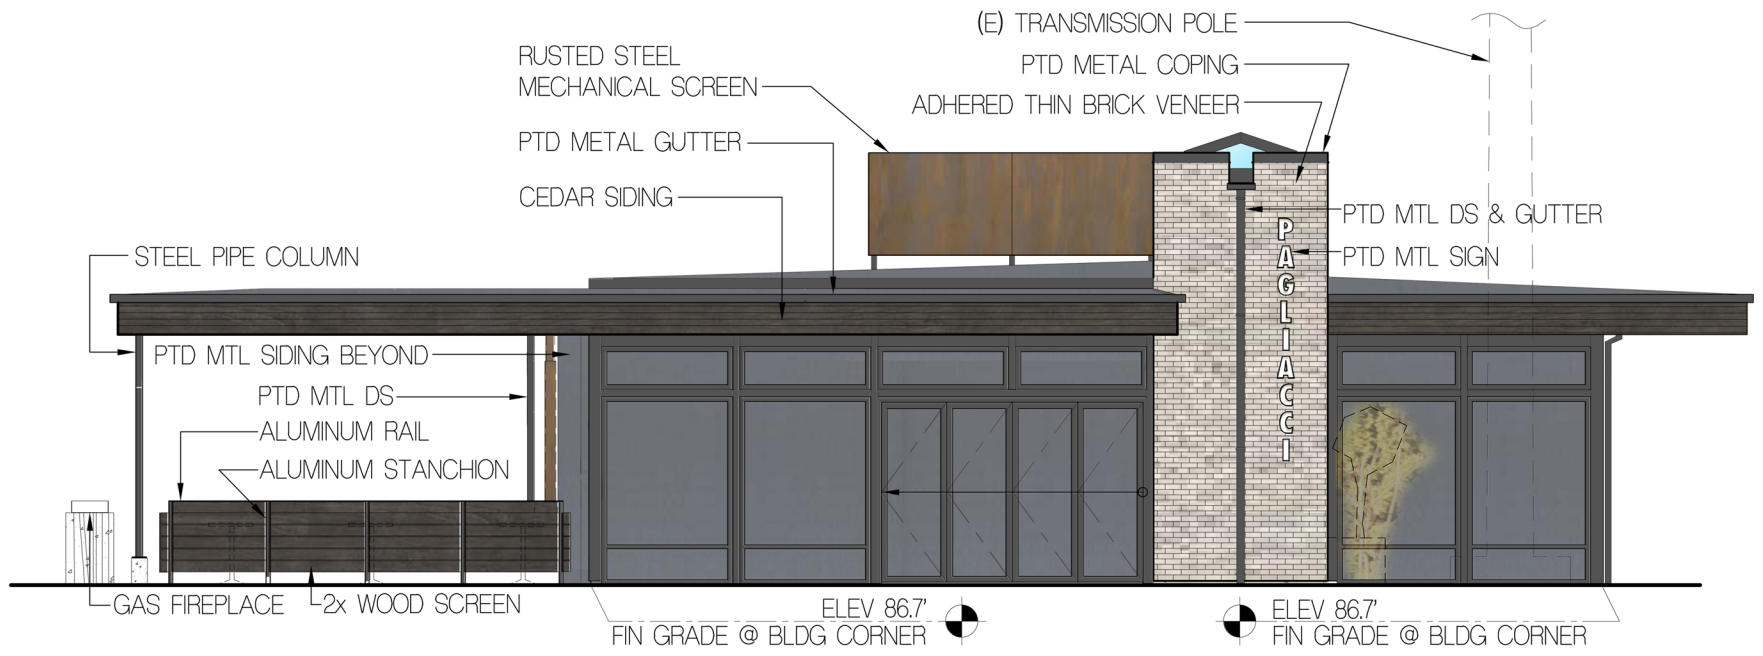 (E) TRANSMISSION POLE
RUSTED STEEL
MECHANICAL SCREEN
PTD METAL COPING
ADHERED THIN BRICK VENEER
PTD METAL GUTTER
CEDAR SIDING
PTD MTL DS & GUTTER
STEEL PIPE COLUMN
PTD MTL SIGN
PAGLIACCI
PTD MTL SIDING BEYOND
PTD MTL DS
ALUMINUM RAIL
ALUMINUM STANCHION
GAS FIREPLACE
2x WOOD SCREEN
ELEV 86.7'
FIN GRADE @ BLDG CORNER
ELEV 86.7'
FIN GRADE @ BLDG CORNER